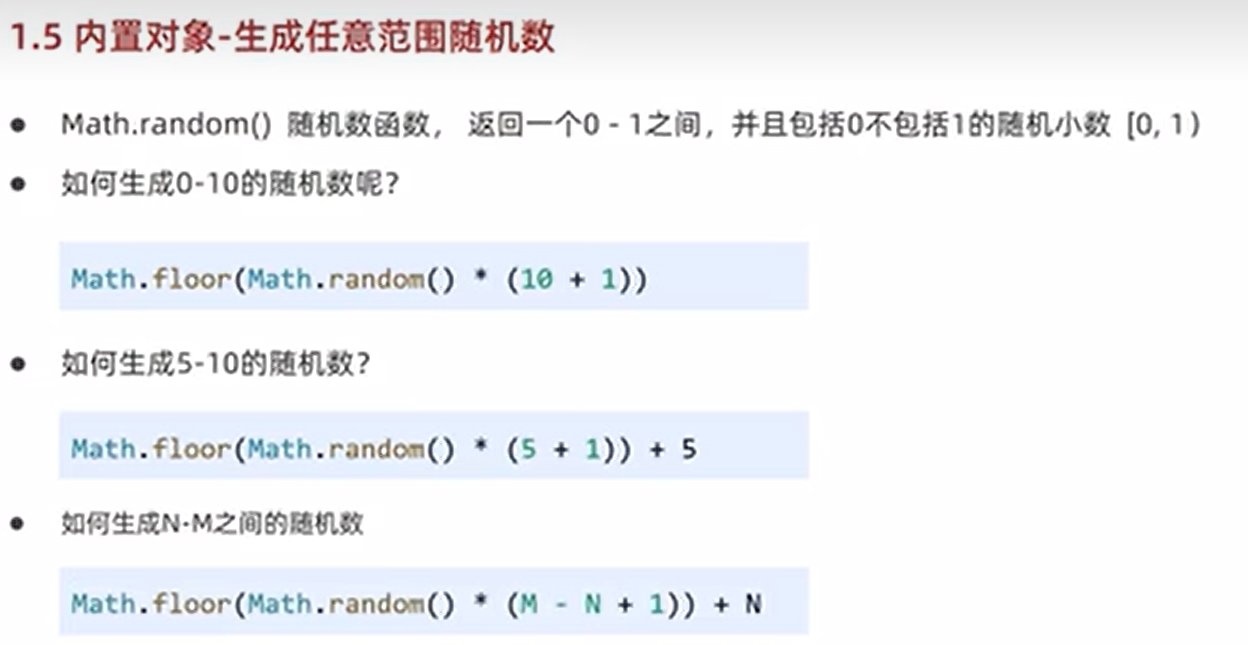 1.5 内置对象-生成任意范围随机数
● Math.random() 随机数函数， 返回一个0 - 1之间，并且包括0不包括1的随机小数 [0, 1）
● 如何生成0-10的随机数呢？
Math.floor(Math.random() * (10 + 1))
● 如何生成5-10的随机数？
Math.floor(Math.random() * (5 + 1)) + 5
● 如何生成N-M之间的随机数
Math.floor(Math.random() * (M - N + 1)) + N